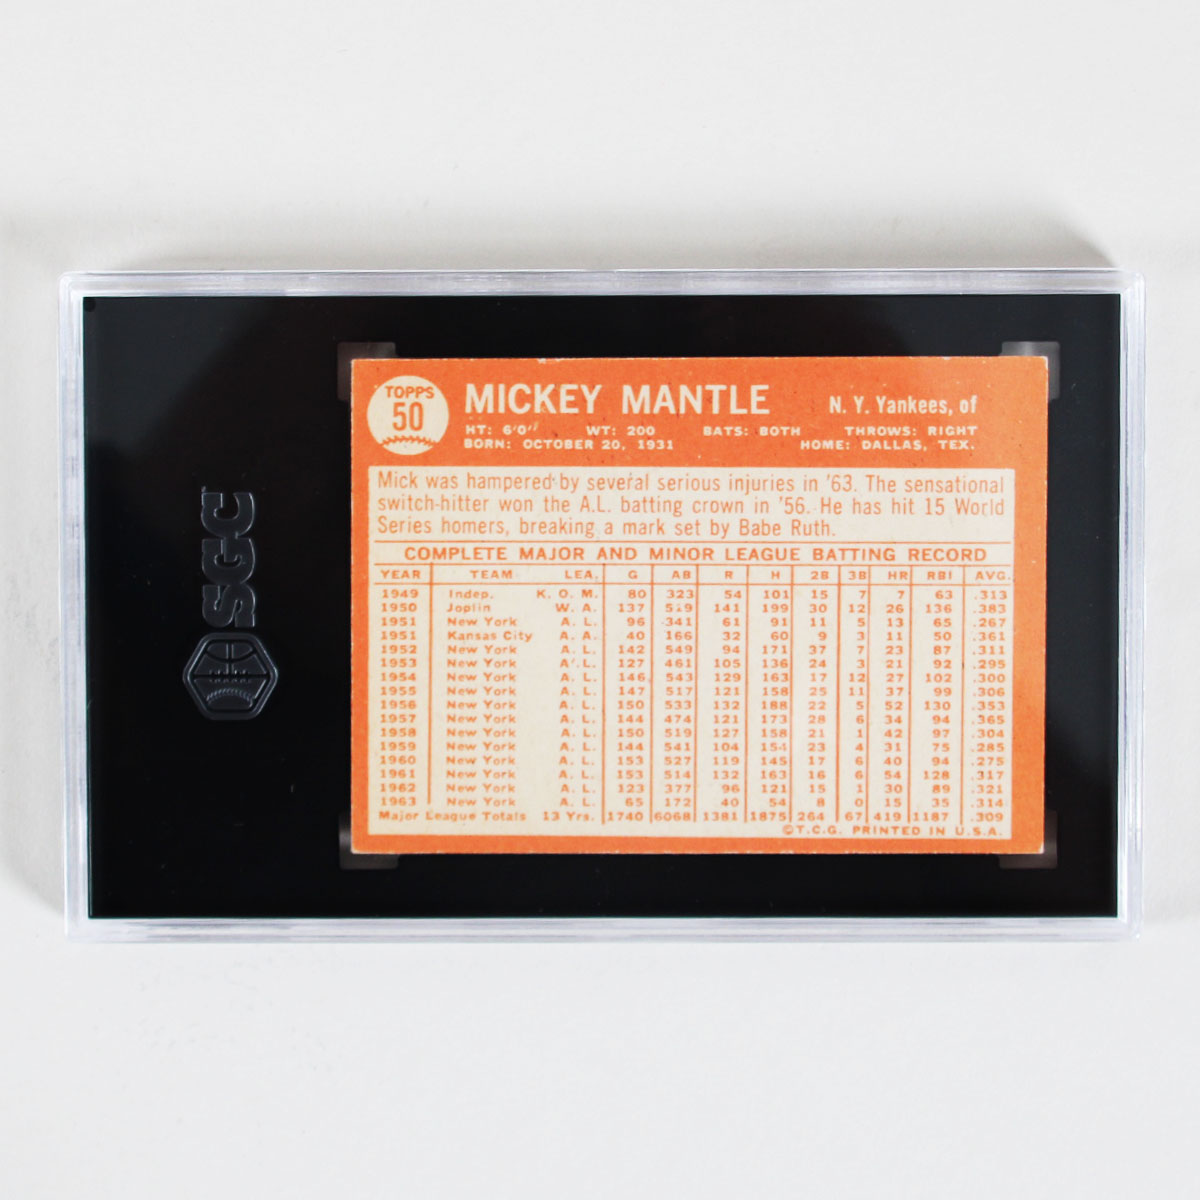 SGC
TOPPS
50
MICKEY MANTLE
N. Y. Yankees, of
HT: 6'0" WT: 200 BATS: BOTH THROWS: RIGHT
BORN: OCTOBER 20, 1931 HOME: DALLAS, TEX.
Mick was hampered by several serious injuries in '63. The sensational
switch-hitter won the A.L. batting crown in '56. He has hit 15 World
Series homers, breaking a mark set by Babe Ruth.
COMPLETE MAJOR AND MINOR LEAGUE BATTING RECORD
YEAR TEAM LEA. G AB R H 2B 3B HR RBI AVG.
1949 Indep. K. O. M. 80 323 54 101 15 7 7 63 .313
1950 Joplin W. A. 137 519 141 199 30 12 26 136 .383
1951 New York A. L. 96 341 61 91 11 5 13 65 .267
1951 Kansas City A. A. 40 166 32 60 9 3 11 50 .361
1952 New York A. L. 142 549 94 171 37 7 23 87 .311
1953 New York A. L. 127 461 105 136 24 3 21 92 .295
1954 New York A. L. 146 543 129 163 17 12 27 102 .300
1955 New York A. L. 147 517 121 158 25 11 37 99 .306
1956 New York A. L. 150 533 132 188 22 5 52 130 .353
1957 New York A. L. 144 474 121 173 28 6 34 94 .365
1958 New York A. L. 150 519 127 158 21 1 42 97 .304
1959 New York A. L. 144 541 104 154 23 4 31 75 .285
1960 New York A. L. 153 527 119 145 17 6 40 94 .275
1961 New York A. L. 153 514 132 163 16 6 54 128 .317
1962 New York A. L. 123 377 96 121 15 1 30 89 .321
1963 New York A. L. 65 172 40 54 8 0 15 35 .314
Major League Totals 13 Yrs. 1740 6068 1381 1875 264 67 419 1187 .309
©T.C.G. PRINTED IN U.S.A.